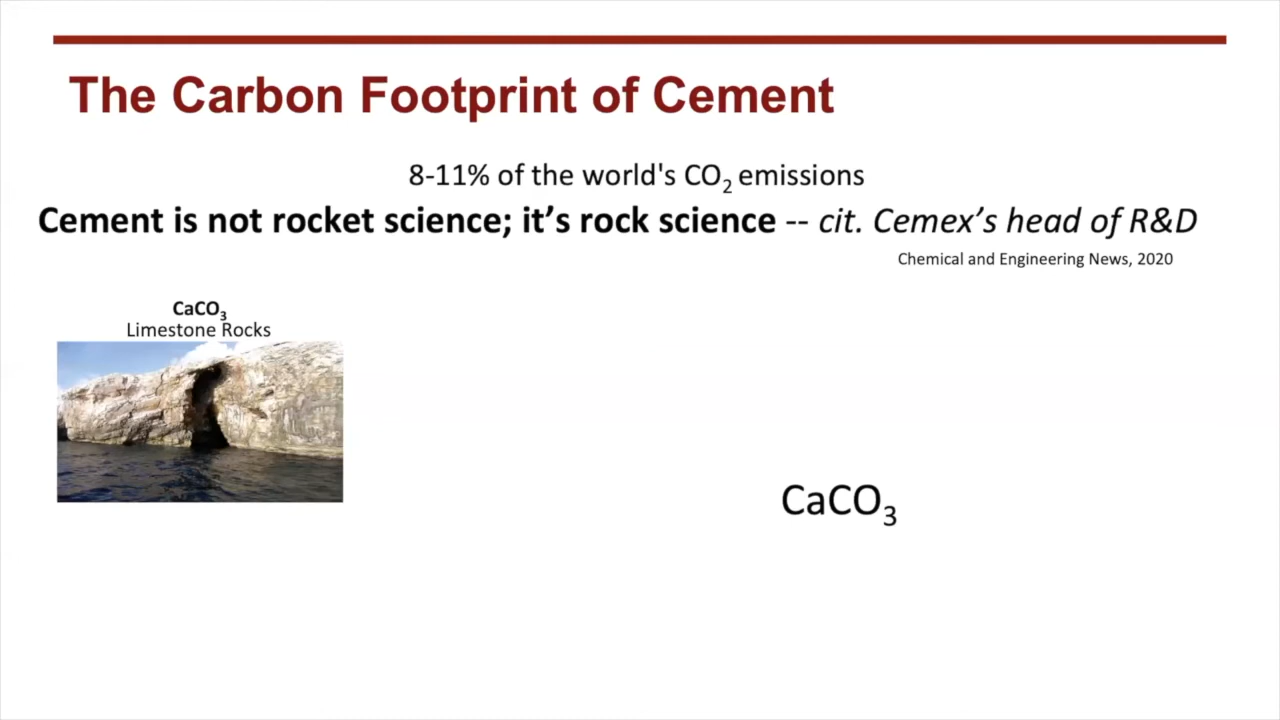 The Carbon Footprint of Cement
8-11% of the world's CO₂ emissions
Cement is not rocket science; it’s rock science -- cit. Cemex’s head of R&D
Chemical and Engineering News, 2020
CaCO₃
Limestone Rocks
CaCO₃